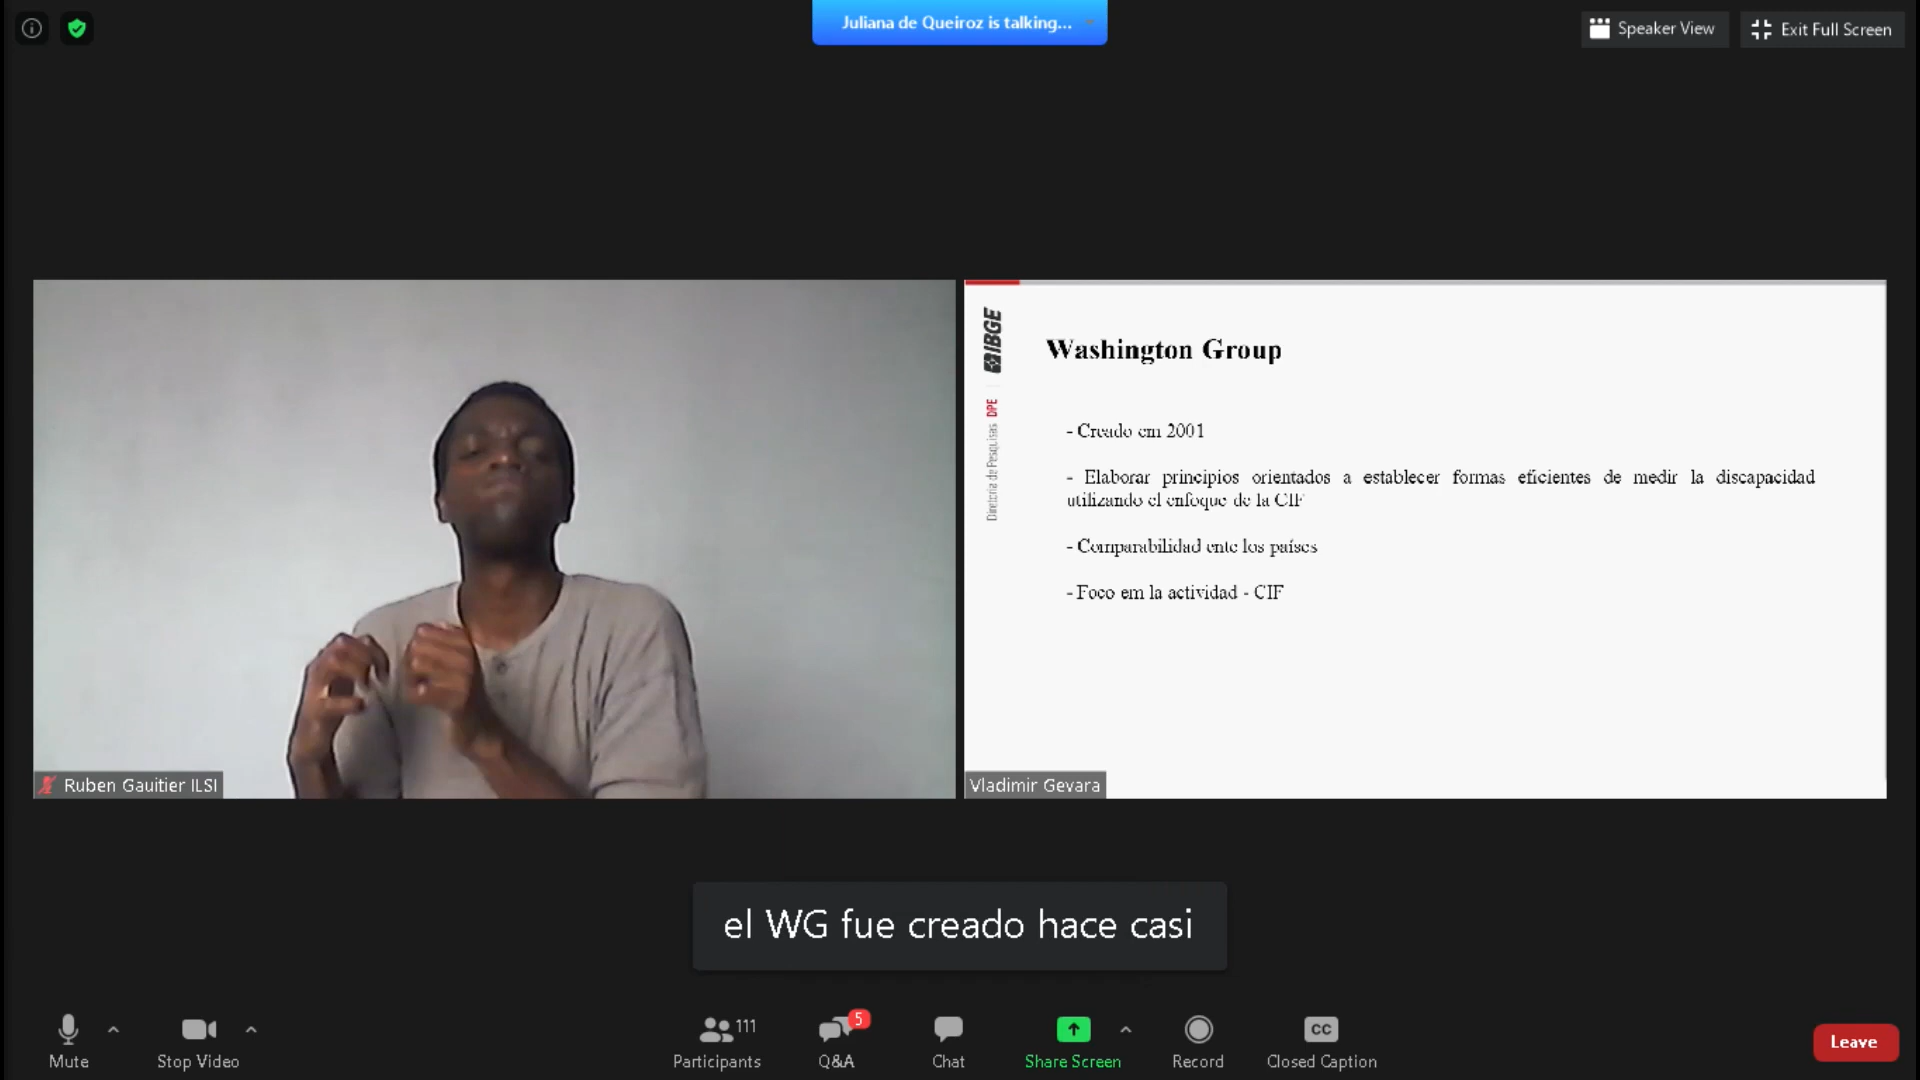 Juliana de Queiroz is talking...
Speaker View
Exit Full Screen
IBGE
Diretoria de Pesquisas DPE
Washington Group
- Creado em 2001
- Elaborar principios orientados a establecer formas eficientes de medir la discapacidad
utilizando el enfoque de la CIF
- Comparabilidad ente los países
- Foco em la actividad - CIF
Ruben Gauitier ILSI
Vladimir Gevara
el WG fue creado hace casi
Mute
Stop Video
111
Participants
5
Q&A
Chat
Share Screen
Record
CC
Closed Caption
Leave